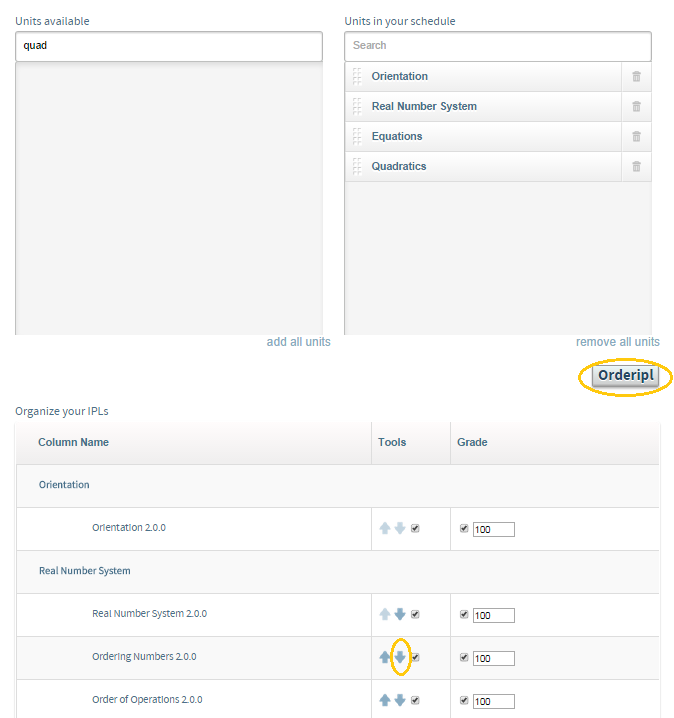 Units available
Units in your schedule
quad
Search
Orientation
Real Number System
Equations
Quadratics
add all units
remove all units
Orderipl
Organize your IPLs
Column Name Tools Grade
Orientation
Orientation 2.0.0 100
Real Number System
Real Number System 2.0.0 100
Ordering Numbers 2.0.0 100
Order of Operations 2.0.0 100